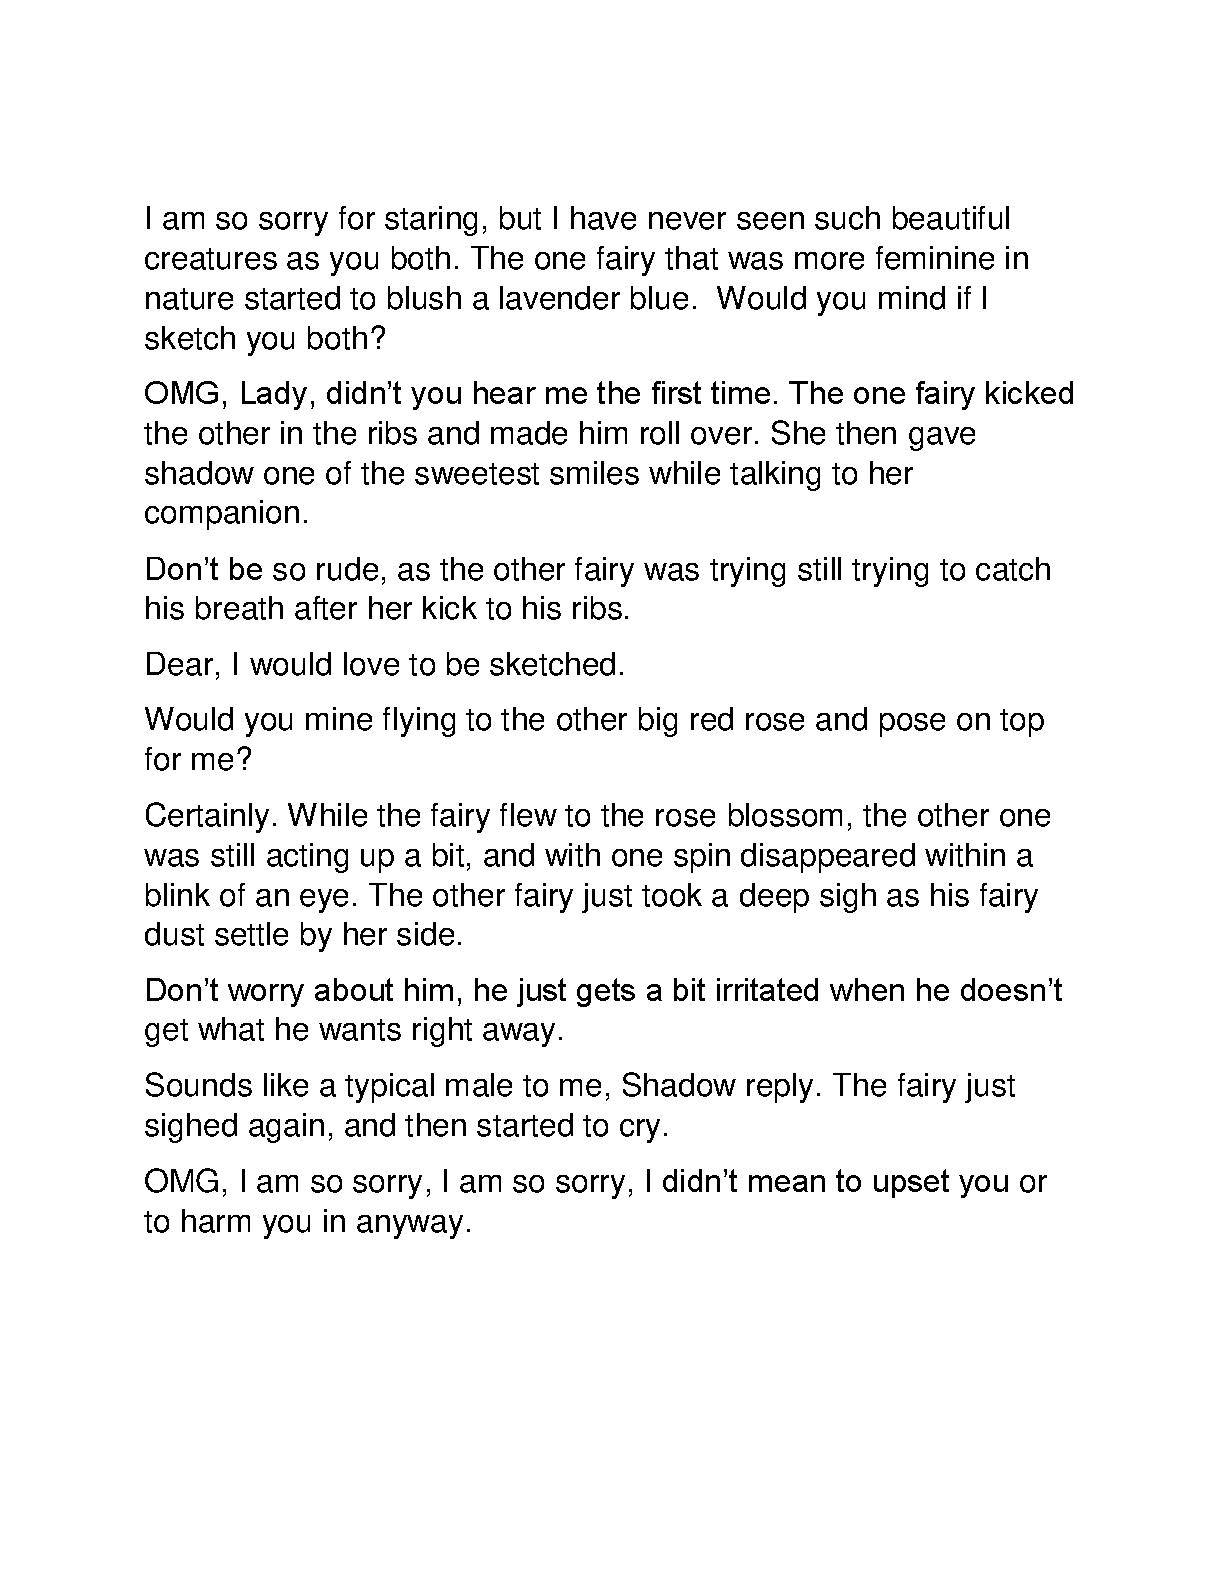 I am so sorry for staring, but I have never seen such beautiful
creatures as you both. The one fairy that was more feminine in
nature started to blush a lavender blue.  Would you mind if I
sketch you both?
OMG, Lady, didn’t you hear me the first time. The one fairy kicked
the other in the ribs and made him roll over. She then gave
shadow one of the sweetest smiles while talking to her
companion.
Don’t be so rude, as the other fairy was trying still trying to catch
his breath after her kick to his ribs.
Dear, I would love to be sketched.
Would you mine flying to the other big red rose and pose on top
for me?
Certainly. While the fairy flew to the rose blossom, the other one
was still acting up a bit, and with one spin disappeared within a
blink of an eye. The other fairy just took a deep sigh as his fairy
dust settle by her side.
Don’t worry about him, he just gets a bit irritated when he doesn’t
get what he wants right away.
Sounds like a typical male to me, Shadow reply. The fairy just
sighed again, and then started to cry.
OMG, I am so sorry, I am so sorry, I didn’t mean to upset you or
to harm you in anyway.